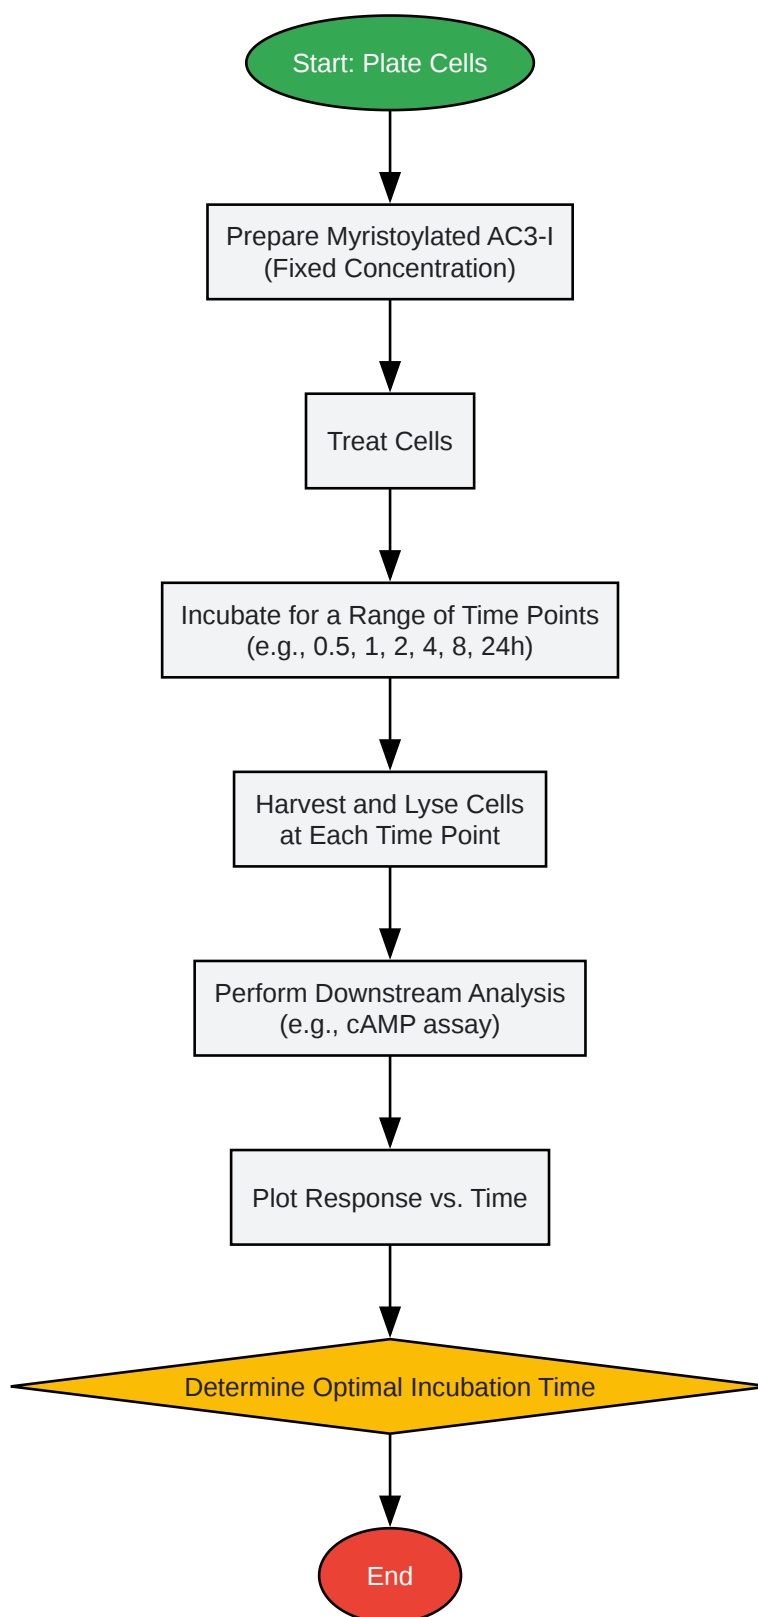 Start: Plate Cells
Prepare Myristoylated AC3-I
(Fixed Concentration)
Treat Cells
Incubate for a Range of Time Points
(e.g., 0.5, 1, 2, 4, 8, 24h)
Harvest and Lyse Cells
at Each Time Point
Perform Downstream Analysis
(e.g., cAMP assay)
Plot Response vs. Time
Determine Optimal Incubation Time
End